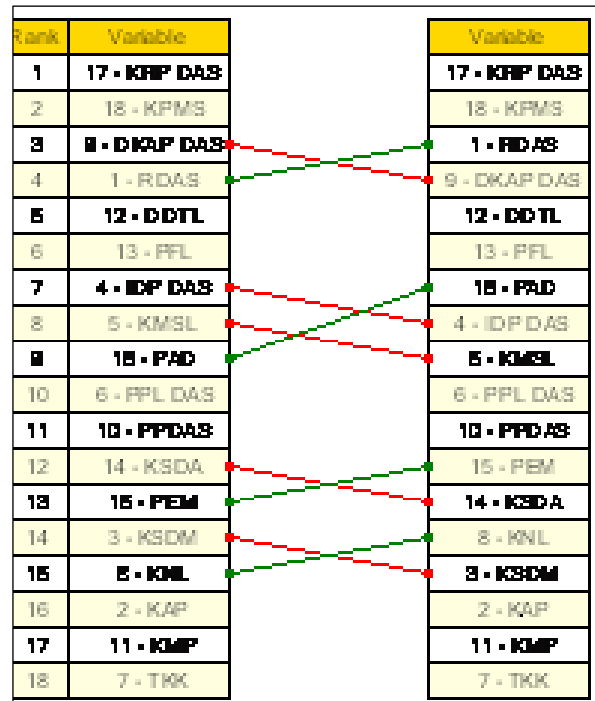 Rank Variable Variable
1 17 - KRP DAS 17 - KRP DAS
2 18 - KPMS 18 - KPMS
3 9 - DKAP DAS 1 - RDAS
4 1 - RDAS 9 - DKAP DAS
5 12 - DDTL 12 - DDTL
6 13 - PFL 13 - PFL
7 4 - IDP DAS 16 - PAD
8 5 - KMSL 4 - IDP DAS
9 16 - PAD 5 - KMSL
10 6 - PPL DAS 6 - PPL DAS
11 10 - PPDAS 10 - PPDAS
12 14 - KSDA 15 - PEM
13 15 - PEM 14 - KSDA
14 3 - KSDM 8 - KNL
15 8 - KNL 3 - KSDM
16 2 - KAP 2 - KAP
17 11 - KMP 11 - KMP
18 7 - TKK 7 - TKK